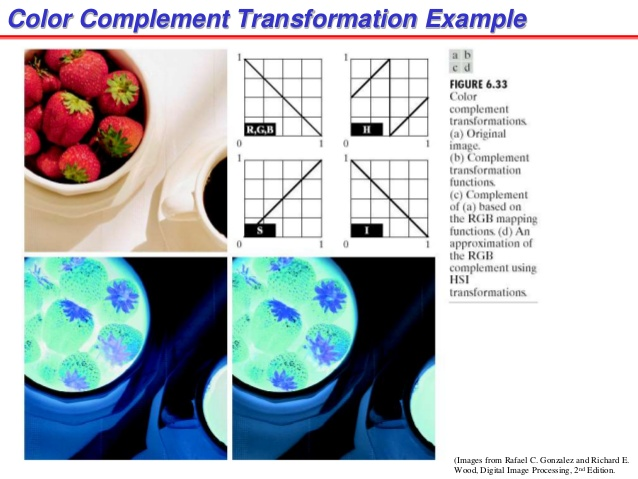 Color Complement Transformation Example
a b
c d
FIGURE 6.33
Color
complement
transformations.
(a) Original
image.
(b) Complement
transformation
functions.
(c) Complement
of (a) based on
the RGB mapping
functions. (d) An
approximation of
the RGB
complement using
HSI
transformations.
1
R,G,B
0 1
1
H
0 1
1
S
0 1
1
I
0 1
(Images from Rafael C. Gonzalez and Richard E.
Wood, Digital Image Processing, 2nd Edition.